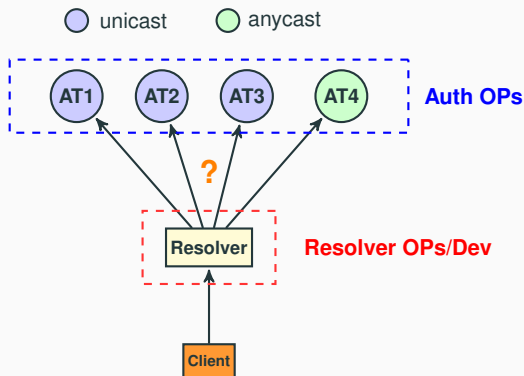 unicast anycast
AT1 AT2 AT3 AT4 Auth OPs
?
Resolver Resolver OPs/Dev
Client